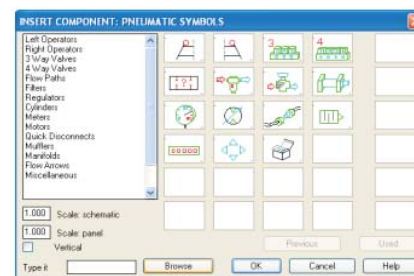 INSERT COMPONENT: PNEUMATIC SYMBOLS
Left Operators
Right Operators
3 Way Valves
4 Way Valves
Flow Paths
Filters
Regulators
Cylinders
Meters
Motors
Quick Disconnects
Mufflers
Manifolds
Flow Arrows
Miscellaneous
3
4
1.000 Scale: schematic
1.000 Scale: panel
Vertical
Previous
Used
Type it
Browse
OK
Cancel
Help